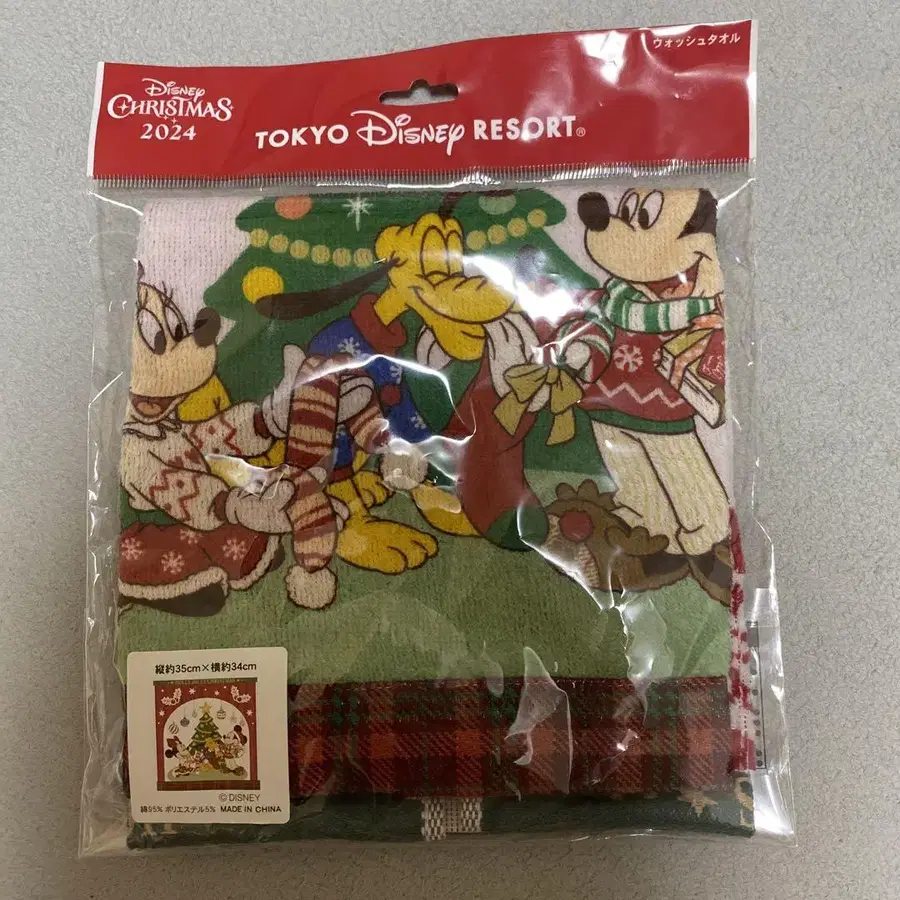 ウォッシュタオル
Disney
CHRISTMAS
2024
TOKYO Disney RESORT®
縦約35cm×横約34cm
©DISNEY
綿95% ポリエステル5% MADE IN CHINA